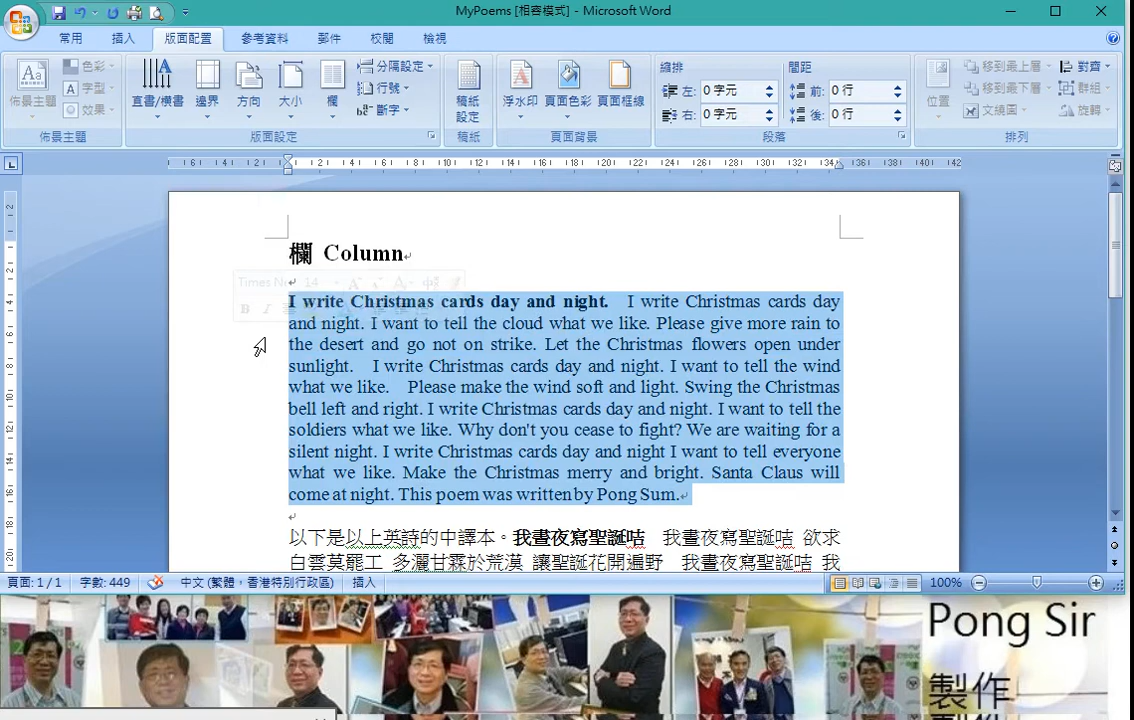 MyPoems [相容模式] - Microsoft Word
常用 插入 版面配置 參考資料 郵件 校閱 檢視
佈景主題 色彩 字型 效果 直書/橫書 邊界 方向 大小 欄 分隔設定 行號 斷字 稿紙設定 浮水印 頁面色彩 頁面框線 縮排 左: 0 字元 右: 0 字元 間距 前: 0 行 後: 0 行 位置 移到最上層 移到最下層 文繞圖 對齊 群組 旋轉
佈景主題 版面設定 稿紙 頁面背景 段落 排列
欄 Column
I write Christmas cards day and night. I write Christmas cards day
and night. I want to tell the cloud what we like. Please give more rain to
the desert and go not on strike. Let the Christmas flowers open under
sunlight. I write Christmas cards day and night. I want to tell the wind
what we like. Please make the wind soft and light. Swing the Christmas
bell left and right. I write Christmas cards day and night. I want to tell the
soldiers what we like. Why don't you cease to fight? We are waiting for a
silent night. I write Christmas cards day and night I want to tell everyone
what we like. Make the Christmas merry and bright. Santa Claus will
come at night. This poem was written by Pong Sum.
以下是以上英詩的中譯本。我晝夜寫聖誕咭 我晝夜寫聖誕咭 欲求
白雲莫罷工 多灑甘霖於荒漠 讓聖誕花開遍野 我晝夜寫聖誕咭 我
頁面: 1 / 1 字數: 449 中文 (繁體，香港特別行政區) 插入 100%
Pong Sir
製作